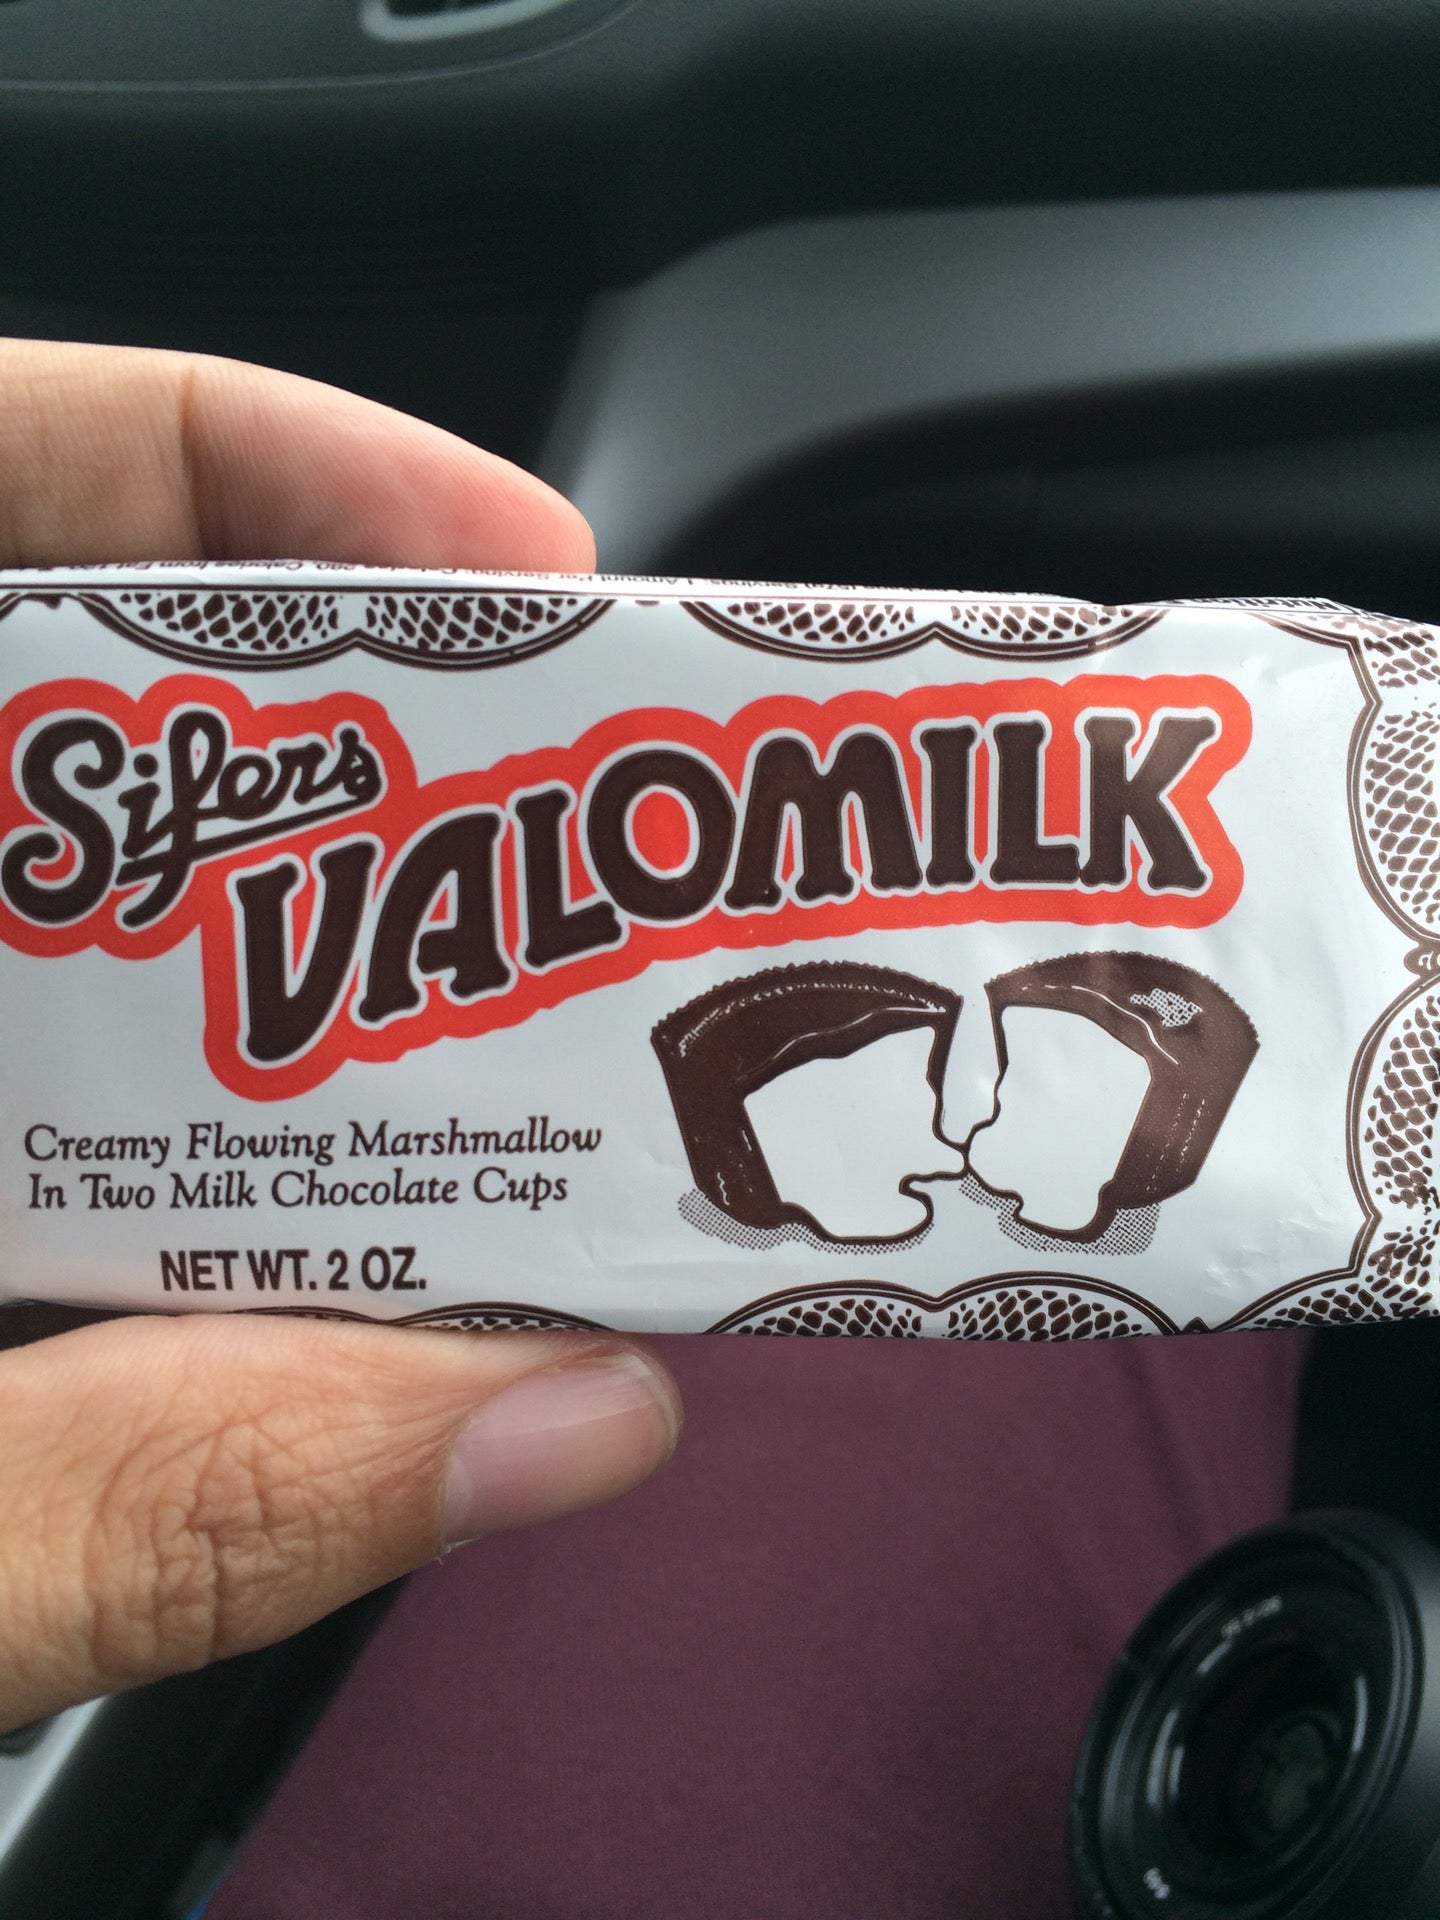 Sifers
VALOMILK
Creamy Flowing Marshmallow
In Two Milk Chocolate Cups
NET WT. 2 OZ.